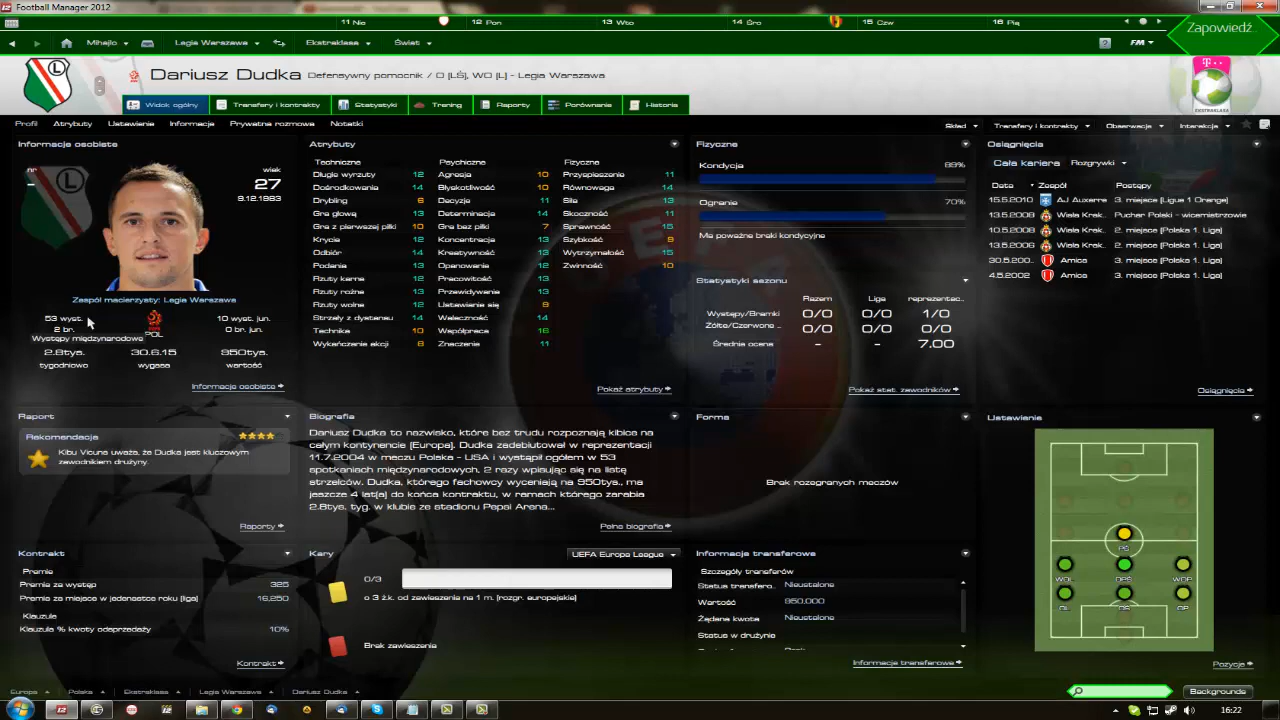 Football Manager 2012
11 Nie
12 Pon
13 Wto
14 Śro
15 Czw
16 Pią
Mihajlo
Legia Warszawa
Ekstraklasa
Świat
FM
Zapowiedź..
Dariusz Dudka Defensywny pomocnik / O [LŚ], WO [L] - Legia Warszawa
Widok ogólny
Transfery i kontrakty
Statystyki
Trening
Raporty
Porównania
Historia
Profil
Atrybuty
Ustawienie
Informacje
Prywatna rozmowa
Notatki
Skład
Transfery i kontrakty
Obserwacja
Interakcja
Informacje osobiste
nr
-
wiek
27
9.12.1983
Zespół macierzysty: Legia Warszawa
53 wyst.
2 br.
POL
10 wyst. jun.
0 br. jun.
Występy międzynarodowe
2.8tys.
tygodniowo
30.6.15
wygasa
950tys.
wartość
Informacje osobiste
Atrybuty
Techniczne Psychiczne Fizyczne
Długie wyrzuty 12 Agresja 10 Przyspieszenie 11
Dośrodkowania 14 Błyskotliwość 10 Równowaga 14
Drybling 6 Decyzje 11 Siła 13
Gra głową 13 Determinacja 14 Skoczność 11
Gra z pierwszej piłki 10 Gra bez piłki 7 Sprawność 15
Krycie 12 Koncentracja 13 Szybkość 9
Odbiór 14 Kreatywność 13 Wytrzymałość 15
Podania 13 Opanowanie 12 Zwinność 10
Rzuty karne 12 Pracowitość 13
Rzuty rożne 13 Przewidywanie 13
Rzuty wolne 12 Ustawianie się 9
Strzały z dystansu 14 Waleczność 14
Technika 10 Współpraca 16
Wykańczanie akcji 8 Znaczenie 11
Pokaż atrybuty
Fizyczne
Kondycja 89%
Ogranie 70%
Ma poważne braki kondycyjne
Statystyki sezonu
Razem Liga reprezentac..
Występy/Bramki 0/0 0/0 1/0
Żółte/Czerwone .. 0/0 0/0 0/0
Średnia ocena - - 7.00
Pokaż stat. zawodników
Osiągnięcia
Cała kariera Rozgrywki
Data Zespół Postępy
15.5.2010 AJ Auxerre 3. miejsce [Ligue 1 Orange]
13.5.2008 Wisła Krak.. Puchar Polski - wicemistrzowie
10.5.2008 Wisła Krak.. 2. miejsce [Polska 1. Liga]
13.5.2006 Wisła Krak.. 2. miejsce [Polska 1. Liga]
30.5.200.. Amica 3. miejsce [Polska 1. Liga]
4.5.2002 Amica 3. miejsce [Polska 1. Liga]
Osiągnięcia
Raport
Rekomendacja
Kibu Vicuna uważa, że Dudka jest kluczowym
zawodnikiem drużyny.
Raporty
Biografia
Dariusz Dudka to nazwisko, które bez trudu rozpoznają kibice na
całym kontynencie [Europa]. Dudka zadebiutował w reprezentacji
11.7.2004 w meczu Polska - USA i wystąpił ogółem w 53
spotkaniach międzynarodowych, 2 razy wpisując się na listę
strzelców. Dudka, którego fachowcy wyceniają na 950tys., ma
jeszcze 4 lat(a) do końca kontraktu, w ramach którego zarabia
2.8tys. tyg. w klubie ze stadionu Pepsi Arena...
Pełna biografia
Forma
Brak rozegranych meczów
Ustawienie
PŚ
WOL
DPŚ
WOP
OL
OŚ
OP
Pozycje
Kontrakt
Premie
Premia za występ 325
Premia za miejsce w jedenastce roku [liga] 16,250
Klauzule
Klauzula % kwoty odsprzedaży 10%
Kontrakt
Kary
UEFA Europa League
0/3
o 3 ż.k. od zawieszenia na 1 m. [rozgr. europejskie]
Brak zawieszenia
Informacje transferowe
Szczegóły transferów
Status transfero.. Nieustalone
Wartość 950,000
Żądana kwota Nieustalone
Status w drużynie
Informacje transferowe
Europa
Polska
Ekstraklasa
Legia Warszawa
Dariusz Dudka
Backgrounds
16:22